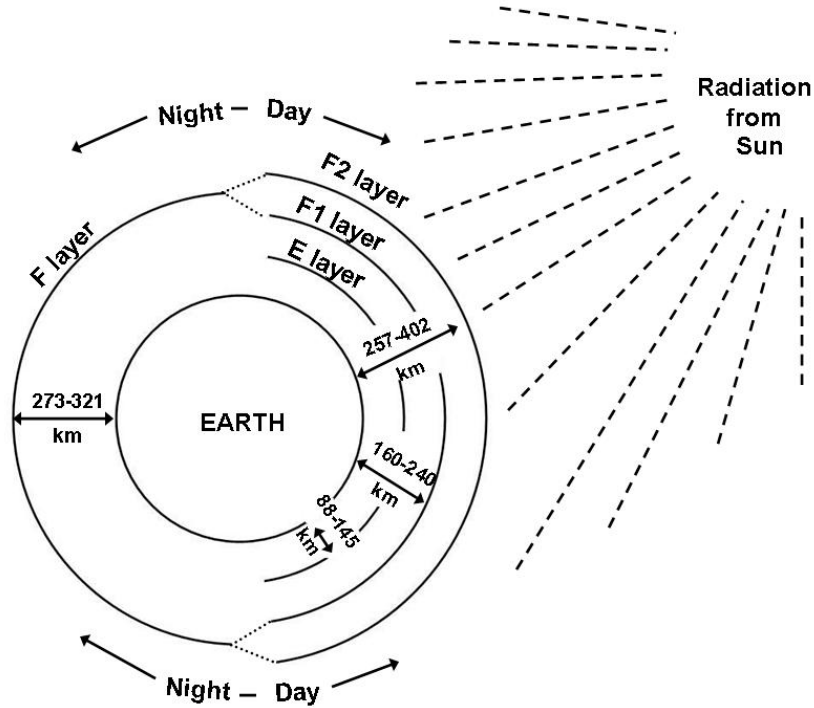 Radiation
from
Sun
Night – Day
F2 layer
F1 layer
E layer
F layer
257-402
km
273-321
km
EARTH
160-240
km
88-145
km
Night – Day